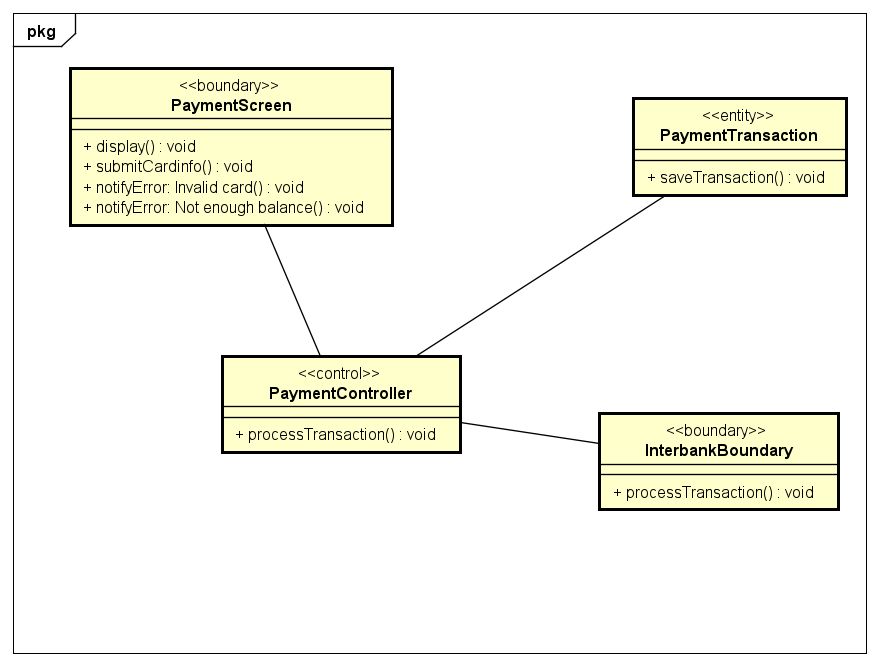 pkg
<<boundary>>
PaymentScreen
+ display() : void
+ submitCardinfo() : void
+ notifyError: Invalid card() : void
+ notifyError: Not enough balance() : void
<<entity>>
PaymentTransaction
+ saveTransaction() : void
<<control>>
PaymentController
+ processTransaction() : void
<<boundary>>
InterbankBoundary
+ processTransaction() : void